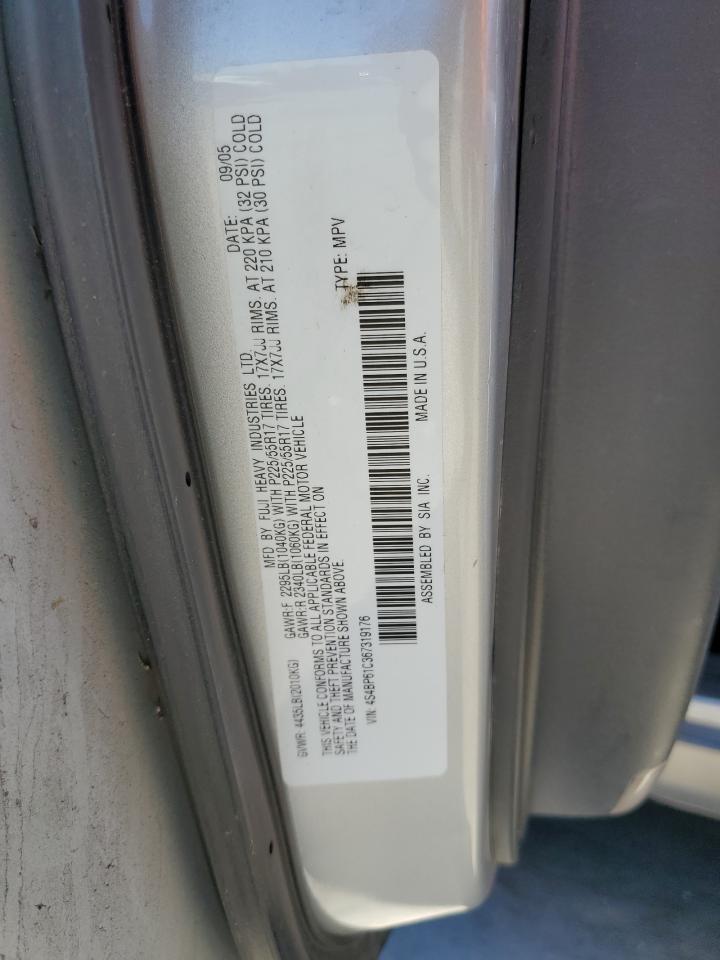 MFD BY FUJI HEAVY INDUSTRIES LTD. DATE: 09/05
GVWR: 4435LB(2010KG) GAWR:F 2295LB(1040KG) WITH P225/55R17 TIRES. 17X7JJ RIMS. AT 220 KPA (32 PSI) COLD
GAWR:R 2340LB(1060KG) WITH P225/55R17 TIRES. 17X7JJ RIMS. AT 210 KPA (30 PSI) COLD
THIS VEHICLE CONFORMS TO ALL APPLICABLE FEDERAL MOTOR VEHICLE
SAFETY AND THEFT PREVENTION STANDARDS IN EFFECT ON
THE DATE OF MANUFACTURE SHOWN ABOVE.
VIN: 4S4BP61C367319176 TYPE: MPV
ASSEMBLED BY SIA INC. MADE IN U.S.A.